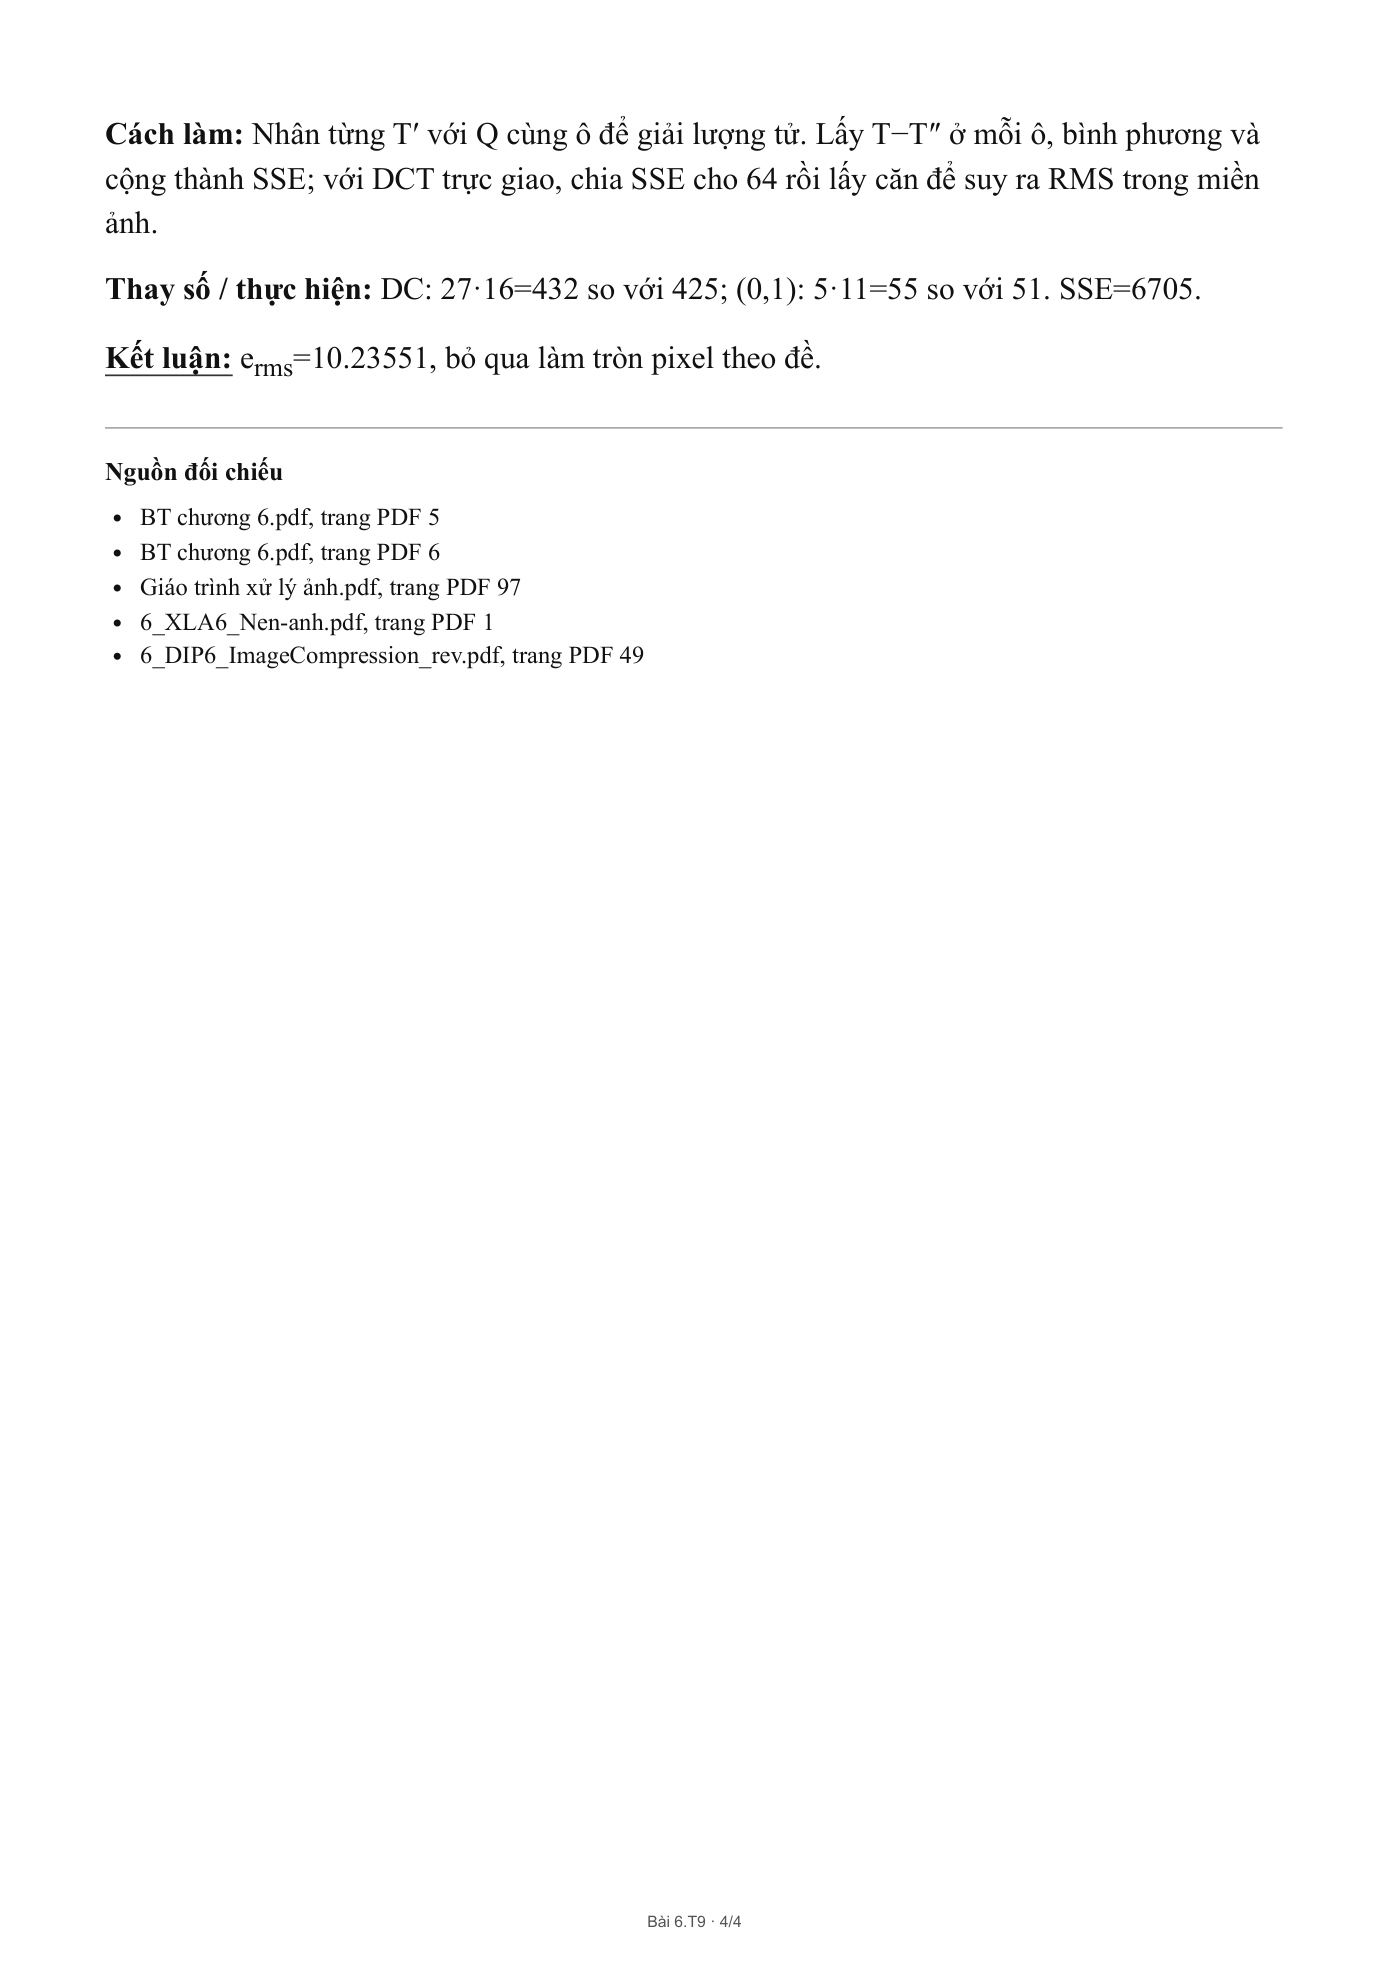 Cách làm: Nhân từng T′ với Q cùng ô để giải lượng tử. Lấy T−T″ ở mỗi ô, bình phương và
cộng thành SSE; với DCT trực giao, chia SSE cho 64 rồi lấy căn để suy ra RMS trong miền
ảnh.
Thay số / thực hiện: DC: 27·16=432 so với 425; (0,1): 5·11=55 so với 51. SSE=6705.
Kết luận: erms=10.23551, bỏ qua làm tròn pixel theo đề.
Nguồn đối chiếu
• BT chương 6.pdf, trang PDF 5
• BT chương 6.pdf, trang PDF 6
• Giáo trình xử lý ảnh.pdf, trang PDF 97
• 6_XLA6_Nen-anh.pdf, trang PDF 1
• 6_DIP6_ImageCompression_rev.pdf, trang PDF 49
Bài 6.T9 · 4/4